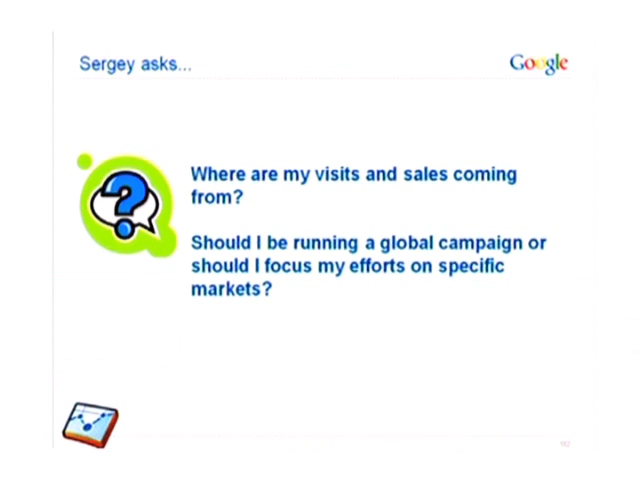 Sergey asks...
Google
Where are my visits and sales coming
from?
Should I be running a global campaign or
should I focus my efforts on specific
markets?